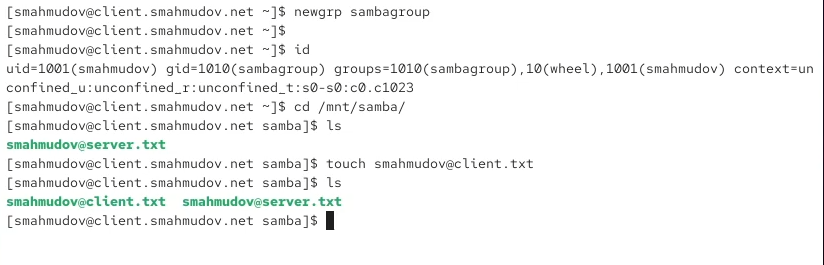 [smahmudov@client.smahmudov.net ~]$ newgrp sambagroup
[smahmudov@client.smahmudov.net ~]$
[smahmudov@client.smahmudov.net ~]$ id
uid=1001(smahmudov) gid=1010(sambagroup) groups=1010(sambagroup),10(wheel),1001(smahmudov) context=un
confined_u:unconfined_r:unconfined_t:s0-s0:c0.c1023
[smahmudov@client.smahmudov.net ~]$ cd /mnt/samba/
[smahmudov@client.smahmudov.net samba]$ ls
smahmudov@server.txt
[smahmudov@client.smahmudov.net samba]$ touch smahmudov@client.txt
[smahmudov@client.smahmudov.net samba]$ ls
smahmudov@client.txt  smahmudov@server.txt
[smahmudov@client.smahmudov.net samba]$